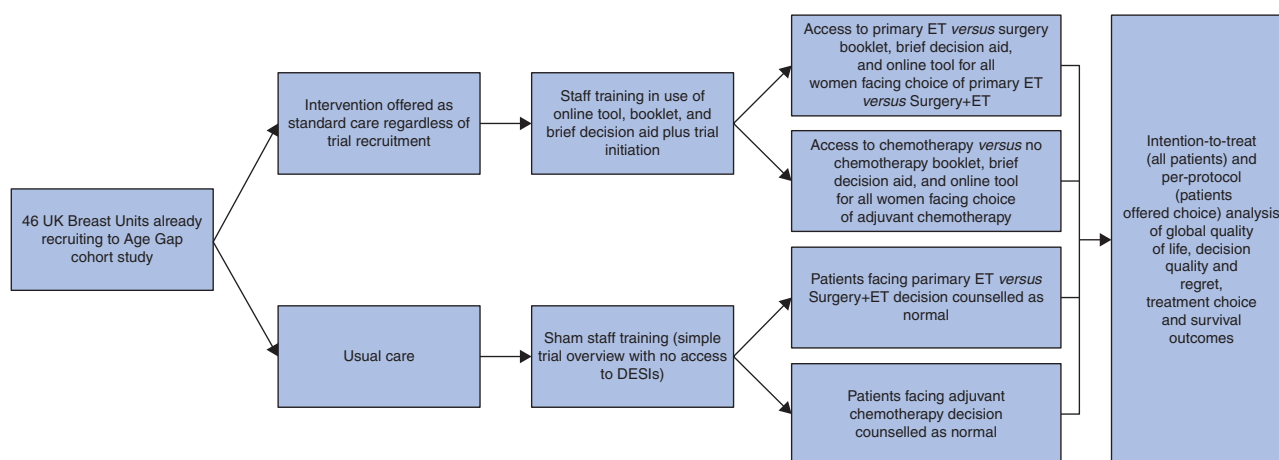 46 UK Breast Units already
recruiting to Age Gap
cohort study
Intervention offered as
standard care regardless of
trial recruitment
Usual care
Staff training in use of
online tool, booklet, and
brief decision aid plus trial
initiation
Sham staff training (simple
trial overview with no access
to DESIs)
Access to primary ET versus surgery
booklet, brief decision aid,
and online tool for all
women facing choice of primary ET
versus Surgery+ET
Access to chemotherapy versus no
chemotherapy booklet, brief
decision aid, and online tool
for all women facing choice
of adjuvant chemotherapy
Patients facing parimary ET versus
Surgery+ET decision counselled as
normal
Patients facing adjuvant
chemotherapy decision
counselled as normal
Intention-to-treat
(all patients) and
per-protocol
(patients
offered choice) analysis
of global quality
of life, decision
quality and
regret,
treatment choice
and survival
outcomes